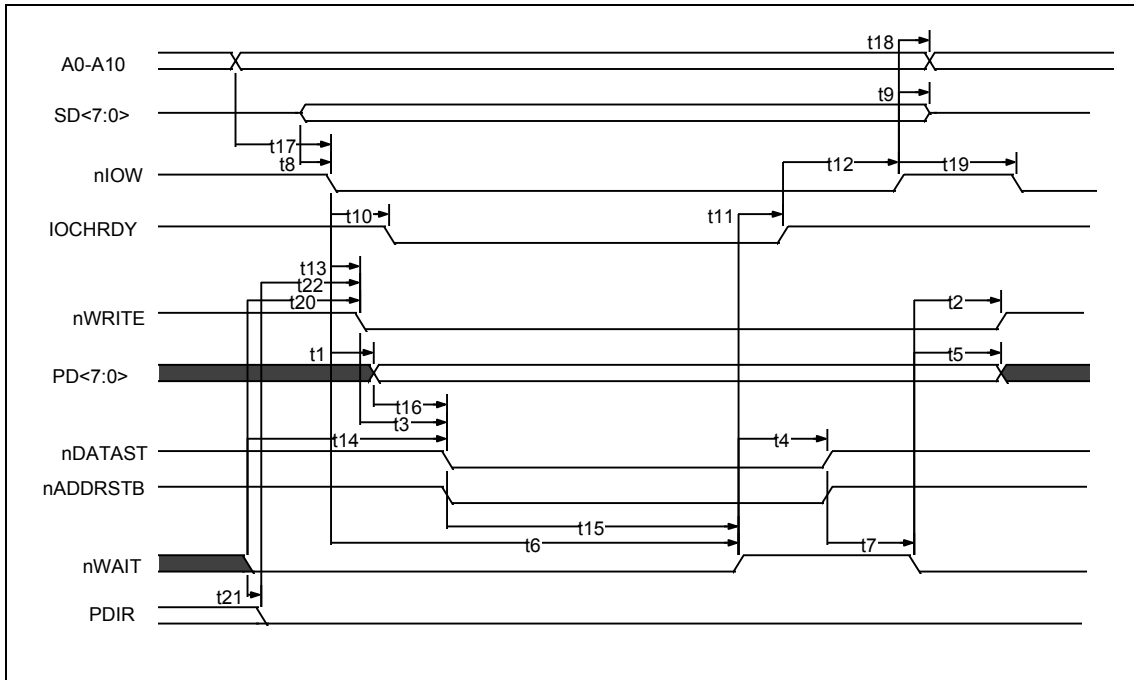 t18
A0-A10
t9
SD<7:0>
t17
t8
t12
t19
nIOW
t10
t11
IOCHRDY
t13
t22
t20
t2
nWRITE
t1
t5
PD<7:0>
t16
t3
t14
t4
nDATAST
nADDRSTB
t15
t6
t7
nWAIT
t21
PDIR